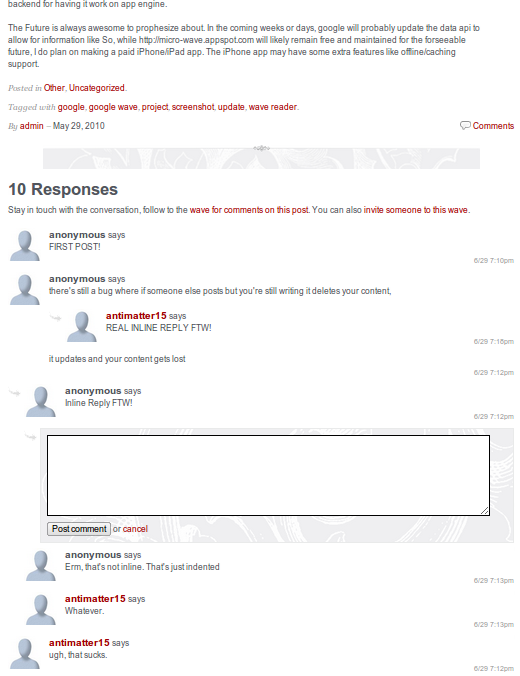 backend for having it work on app engine.
The Future is always awesome to prophesize about. In the coming weeks or days, google will probably update the data api to
allow for information like So, while http://micro-wave.appspot.com will likely remain free and maintained for the forseeable
future, I do plan on making a paid iPhone/iPad app. The iPhone app may have some extra features like offline/caching
support.
Posted in Other, Uncategorized.
Tagged with google, google wave, project, screenshot, update, wave reader.
By admin – May 29, 2010 Comments
10 Responses
Stay in touch with the conversation, follow to the wave for comments on this post. You can also invite someone to this wave.
anonymous says
FIRST POST!
6/29 7:10pm
anonymous says
there's still a bug where if someone else posts but you're still writing it deletes your content,
antimatter15 says
REAL INLINE REPLY FTW!
6/29 7:18pm
it updates and your content gets lost
6/29 7:12pm
anonymous says
Inline Reply FTW!
6/29 7:12pm
Post comment or cancel
anonymous says
Erm, that's not inline. That's just indented
6/29 7:13pm
antimatter15 says
Whatever.
6/29 7:13pm
antimatter15 says
ugh, that sucks.
6/29 7:12pm